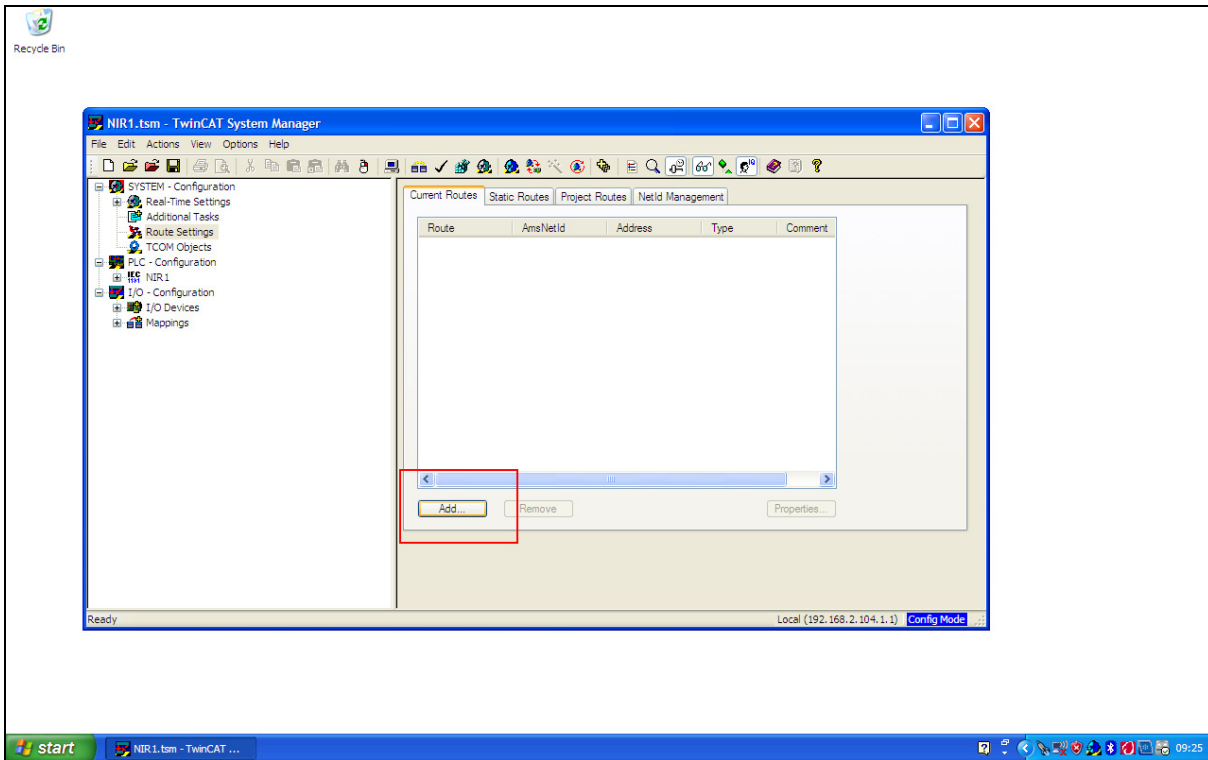 Recycle Bin
NIR1.tsm - TwinCAT System Manager
File Edit Actions View Options Help
SYSTEM - Configuration
Real-Time Settings
Additional Tasks
Route Settings
TCOM Objects
PLC - Configuration
IEC 1131 NIR1
I/O - Configuration
I/O Devices
Mappings
Current Routes Static Routes Project Routes NetId Management
Route AmsNetId Address Type Comment
Add... Remove Properties...
Ready Local (192.168.2.104.1.1) Config Mode
start NIR1.tsm - TwinCAT ... 09:25